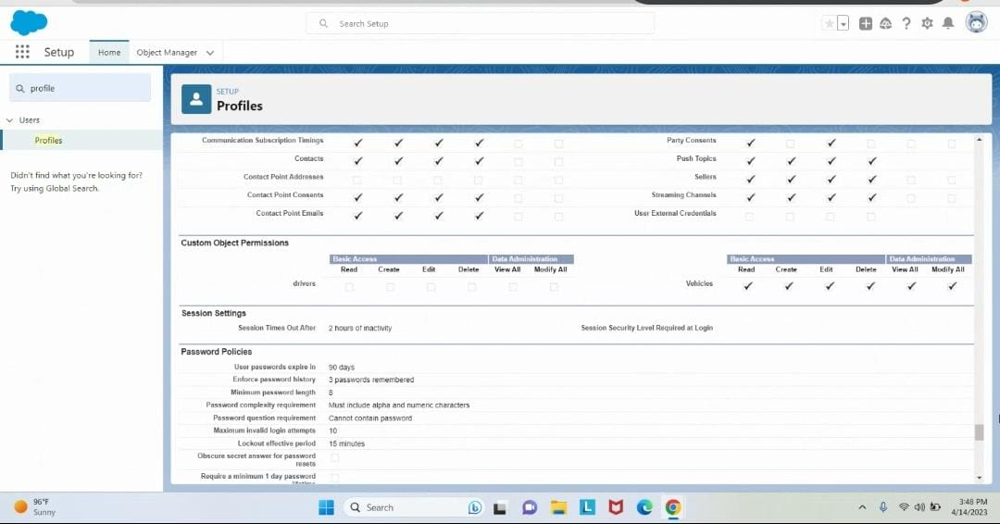 Search Setup
Setup
Home
Object Manager
profile
Users
Profiles
Didn't find what you're looking for?
Try using Global Search.
SETUP
Profiles
Communication Subscription Timings
Party Consents
Contacts
Push Topics
Contact Point Addresses
Sellers
Contact Point Consents
Streaming Channels
Contact Point Emails
User External Credentials
Custom Object Permissions
Basic Access Data Administration Basic Access Data Administration
Read Create Edit Delete View All Modify All Read Create Edit Delete View All Modify All
drivers
Vehicles
Session Settings
Session Times Out After 2 hours of inactivity
Session Security Level Required at Login
Password Policies
User passwords expire in 90 days
Enforce password history 3 passwords remembered
Minimum password length 8
Password complexity requirement Must include alpha and numeric characters
Password question requirement Cannot contain password
Maximum invalid login attempts 10
Lockout effective period 15 minutes
Obscure secret answer for password
resets
Require a minimum 1 day password
96°F
Sunny
Search
3:48 PM
4/14/2023